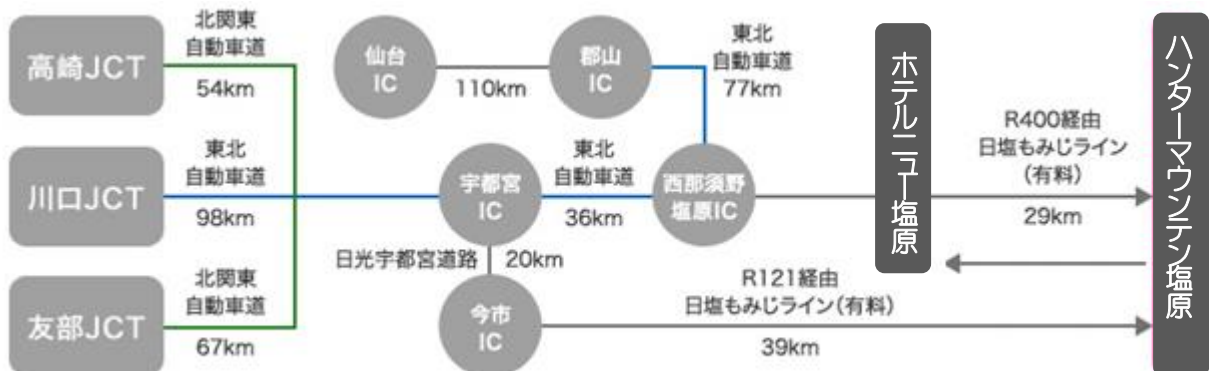 高崎JCT
北関東
自動車道
54km
仙台
IC
110km
郡山
IC
東北
自動車道
77km
川口JCT
東北
自動車道
98km
宇都宮
IC
東北
自動車道
36km
西那須野
塩原IC
ホテルニュー塩原
R400経由
日塩もみじライン
(有料)
29km
ハンターマウンテン塩原
日光宇都宮道路
20km
友部JCT
北関東
自動車道
67km
今市
IC
R121経由
日塩もみじライン(有料)
39km